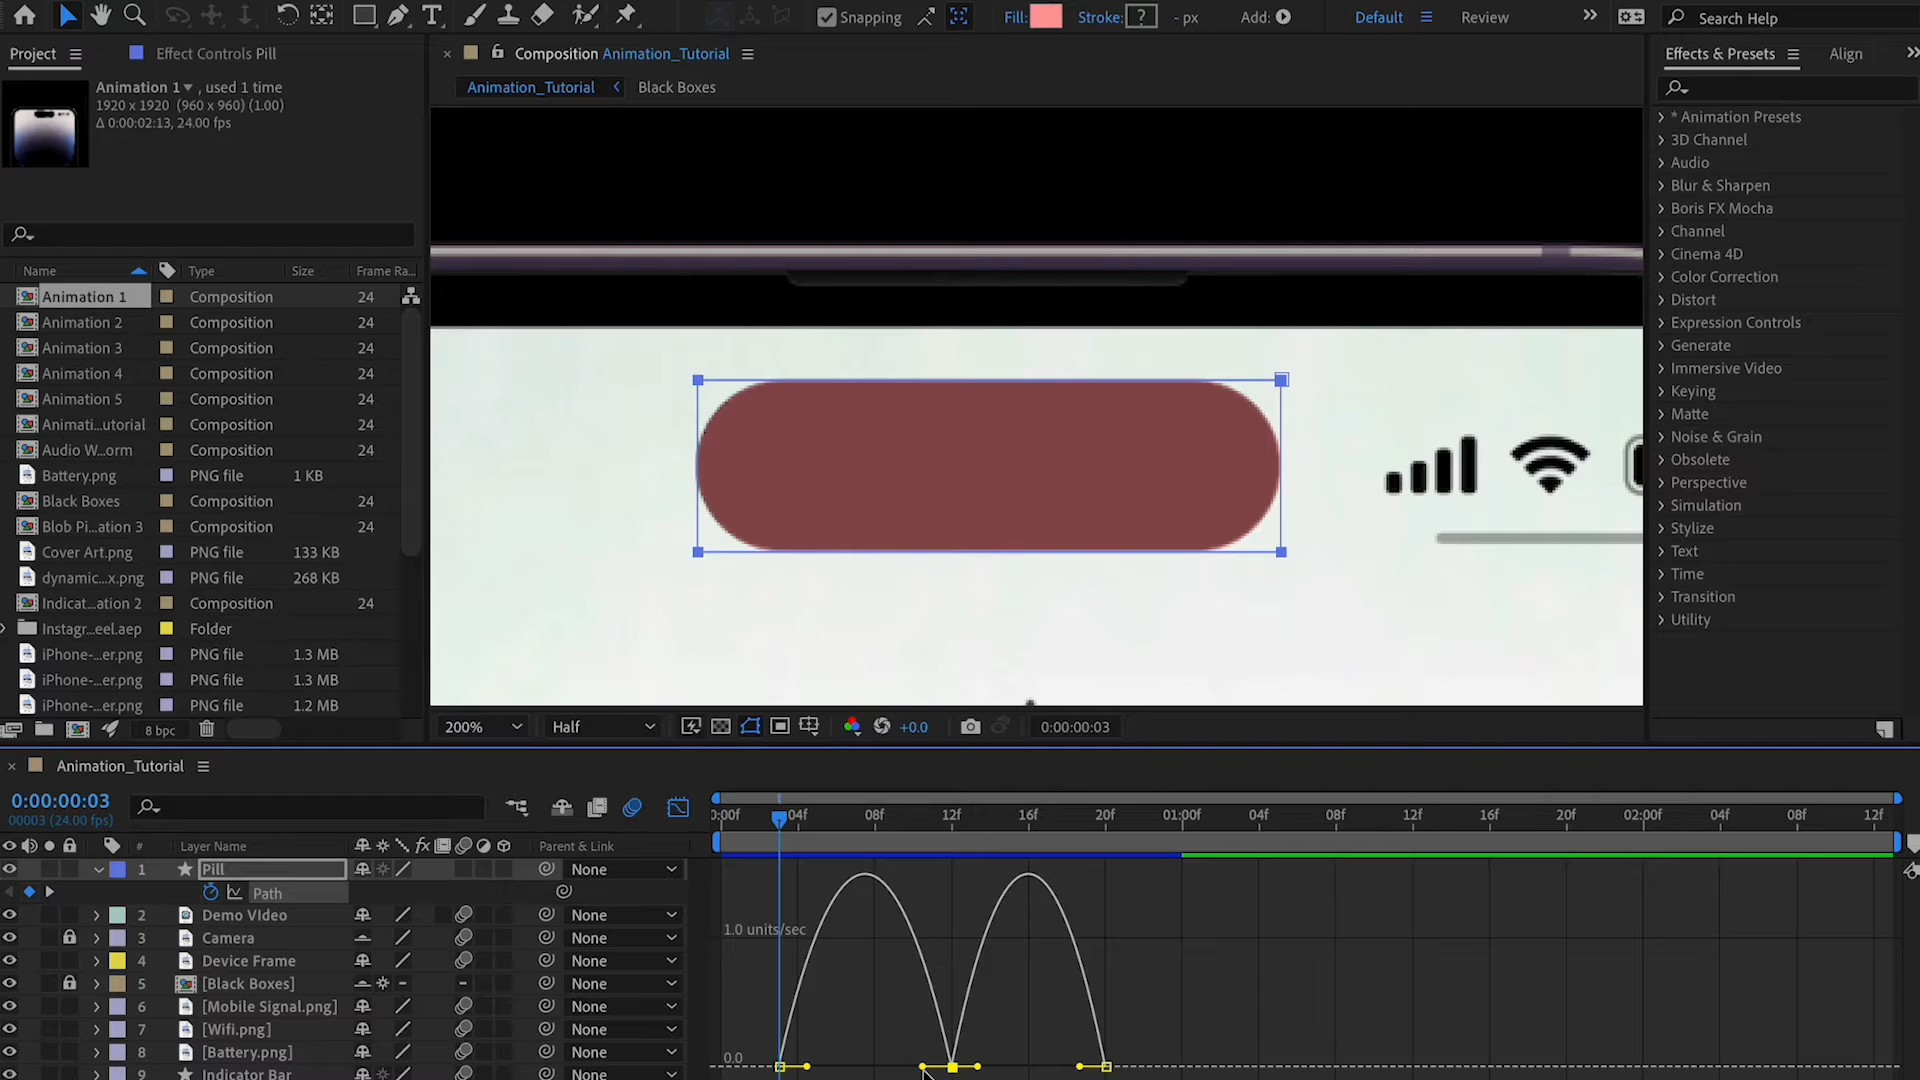 Snapping
Fill:
Stroke: ? - px
Add:
Default
Review
Search Help
Project
Effect Controls Pill
Composition Animation_Tutorial
Effects & Presets
Align
Animation_Tutorial
Black Boxes
Animation 1 , used 1 time
1920 x 1920 (960 x 960) (1.00)
Δ 0:00:02:13, 24.00 fps
Name Type Size Frame Ra...
Animation 1 Composition 24
Animation 2 Composition 24
Animation 3 Composition 24
Animation 4 Composition 24
Animation 5 Composition 24
Animati...utorial Composition 24
Audio W...orm Composition 24
Battery.png PNG file 1 KB
Black Boxes Composition 24
Blob Pi...ation 3 Composition 24
Cover Art.png PNG file 133 KB
dynamic...x.png PNG file 268 KB
Indicat...ation 2 Composition 24
Instagr...eel.aep Folder
iPhone-...er.png PNG file 1.3 MB
iPhone-...er.png PNG file 1.3 MB
iPhone-...er.png PNG file 1.2 MB
8 bpc
200%
Half
+0.0
0:00:00:03
* Animation Presets
3D Channel
Audio
Blur & Sharpen
Boris FX Mocha
Channel
Cinema 4D
Color Correction
Distort
Expression Controls
Generate
Immersive Video
Keying
Matte
Noise & Grain
Obsolete
Perspective
Simulation
Stylize
Text
Time
Transition
Utility
Animation_Tutorial
0:00:00:03
00003 (24.00 fps)
# Layer Name fx Parent & Link
1 Pill None
Path
2 Demo VIdeo None
3 Camera None
4 Device Frame None
5 [Black Boxes] None
6 [Mobile Signal.png] None
7 [Wifi.png] None
8 [Battery.png] None
9 Indicator Bar None
:00f 04f 08f 12f 16f 20f 01:00f 04f 08f 12f 16f 20f 02:00f 04f 08f 12f
1.0 units/sec
0.0